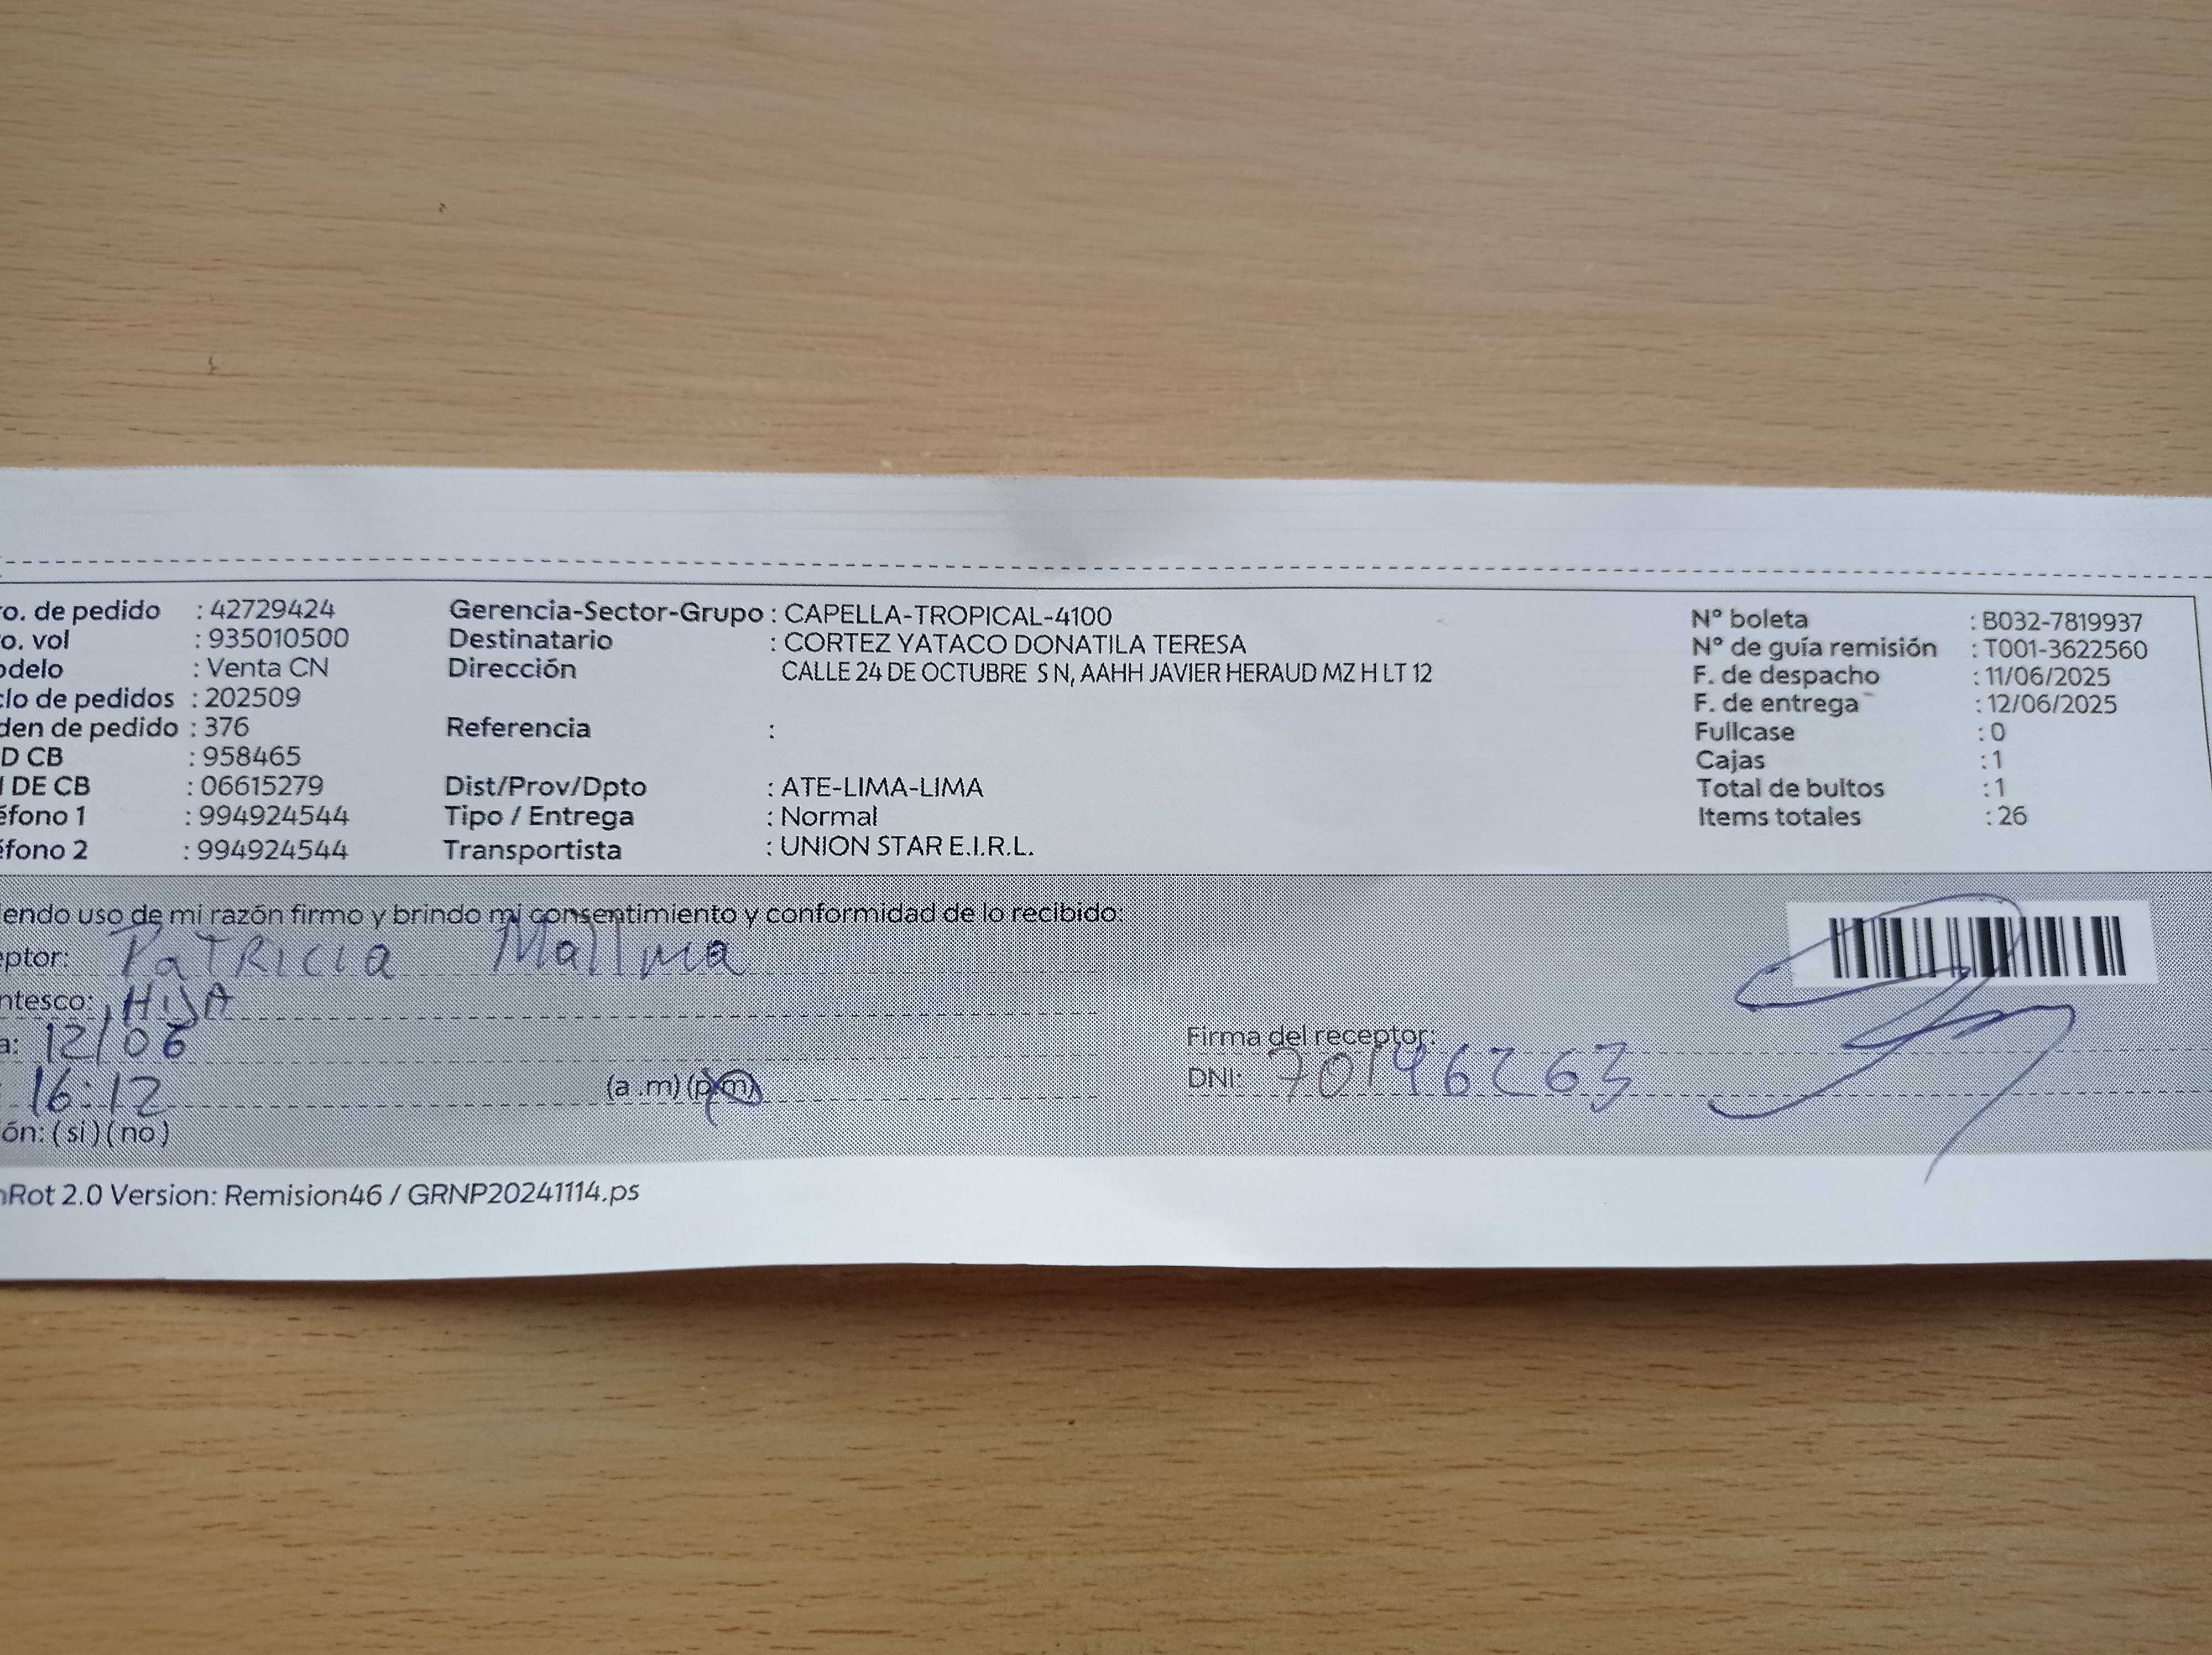 o. de pedido : 42729424 Gerencia-Sector-Grupo : CAPELLA-TROPICAL-4100 Nº boleta : B032-7819937
o. vol : 935010500 Destinatario : CORTEZ YATACO DONATILA TERESA Nº de guía remisión : T001-3622560
odelo : Venta CN Dirección CALLE 24 DE OCTUBRE S N, AAHH JAVIER HERAUD MZ H LT 12 F. de despacho : 11/06/2025
clo de pedidos : 202509 F. de entrega : 12/06/2025
den de pedido : 376 Referencia : Fullcase : 0
D CB : 958465 Cajas : 1
DE CB : 06615279 Dist/Prov/Dpto : ATE-LIMA-LIMA Total de bultos : 1
éfono 1 : 994924544 Tipo / Entrega : Normal Items totales : 26
éfono 2 : 994924544 Transportista : UNION STAR E.I.R.L.
iendo uso de mi razón firmo y brindo mi consentimiento y conformidad de lo recibido:
eptor: PaTRICIa Mallma
ntesco: HIJA
a: 12/06 Firma del receptor:
16:12 (a .m) (p.m) DNI: 70196263
ón: (si) (no)
nRot 2.0 Version: Remision46 / GRNP20241114.ps